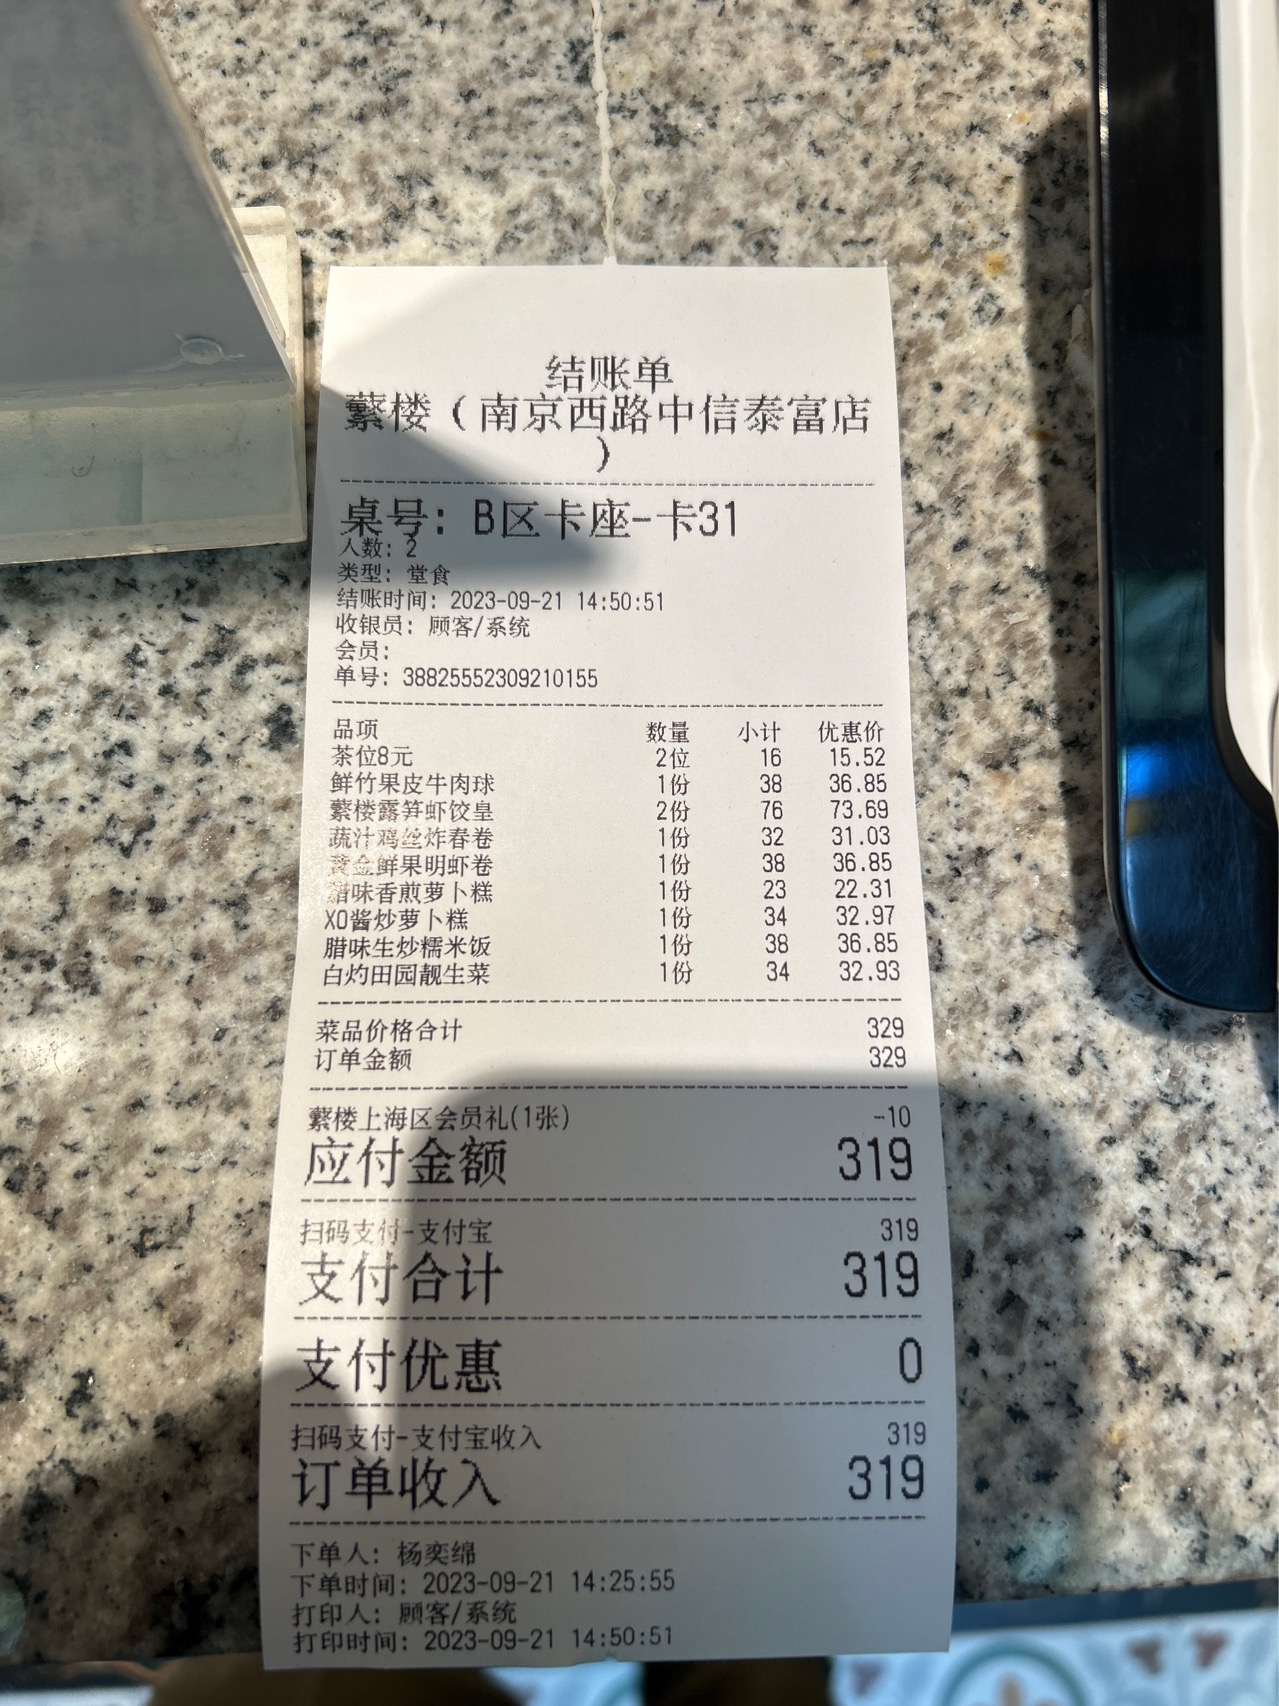 结账单
蘩楼（南京西路中信泰富店
）
桌号: B区卡座-卡31
人数: 2
类型: 堂食
结账时间: 2023-09-21 14:50:51
收银员: 顾客/系统
会员:
单号: 38825552309210155
品项 数量 小计 优惠价
茶位8元 2位 16 15.52
鲜竹果皮牛肉球 1份 38 36.85
蘩楼露笋虾饺皇 2份 76 73.69
蔬汁鸡丝炸春卷 1份 32 31.03
黄金鲜果明虾卷 1份 38 36.85
腊味香煎萝卜糕 1份 23 22.31
XO酱炒萝卜糕 1份 34 32.97
腊味生炒糯米饭 1份 38 36.85
白灼田园靓生菜 1份 34 32.93
菜品价格合计 329
订单金额 329
蘩楼上海区会员礼(1张) -10
应付金额 319
扫码支付-支付宝 319
支付合计 319
支付优惠 0
扫码支付-支付宝收入 319
订单收入 319
下单人: 杨奕绵
下单时间: 2023-09-21 14:25:55
打印人: 顾客/系统
打印时间: 2023-09-21 14:50:51